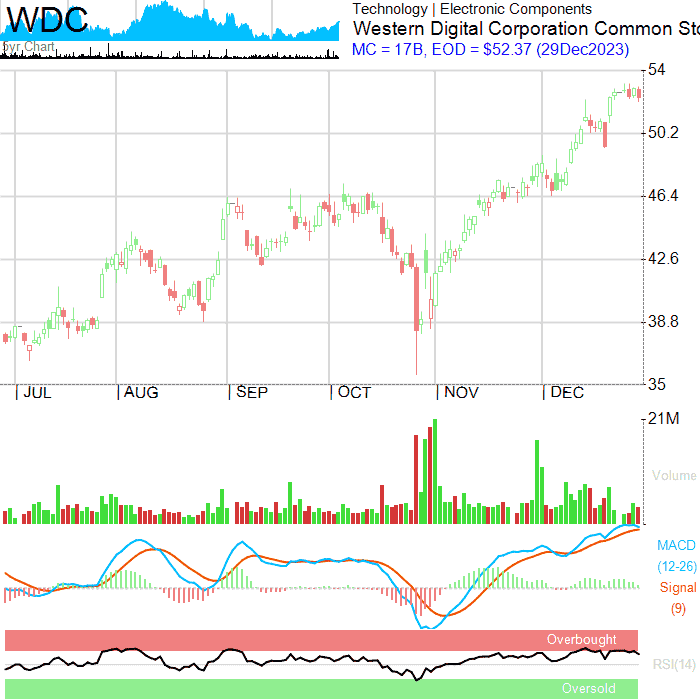 WDC
5yr Chart
Technology | Electronic Components
Western Digital Corporation Common Sto
MC = 17B, EOD = $52.37 (29Dec2023)
54
50.2
46.4
42.6
38.8
35
JUL
AUG
SEP
OCT
NOV
DEC
21M
Volume
MACD
(12-26)
Signal
(9)
Overbought
RSI(14)
Oversold